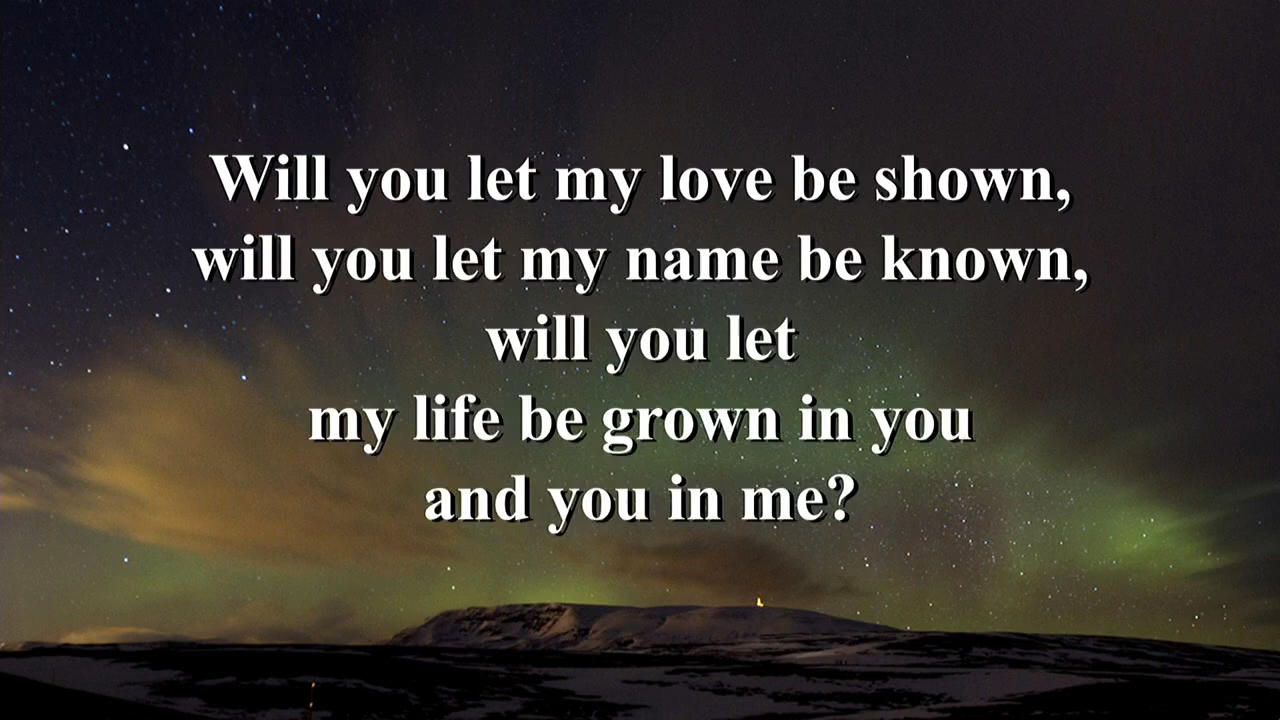 Will you let my love be shown,
will you let my name be known,
will you let
my life be grown in you
and you in me?